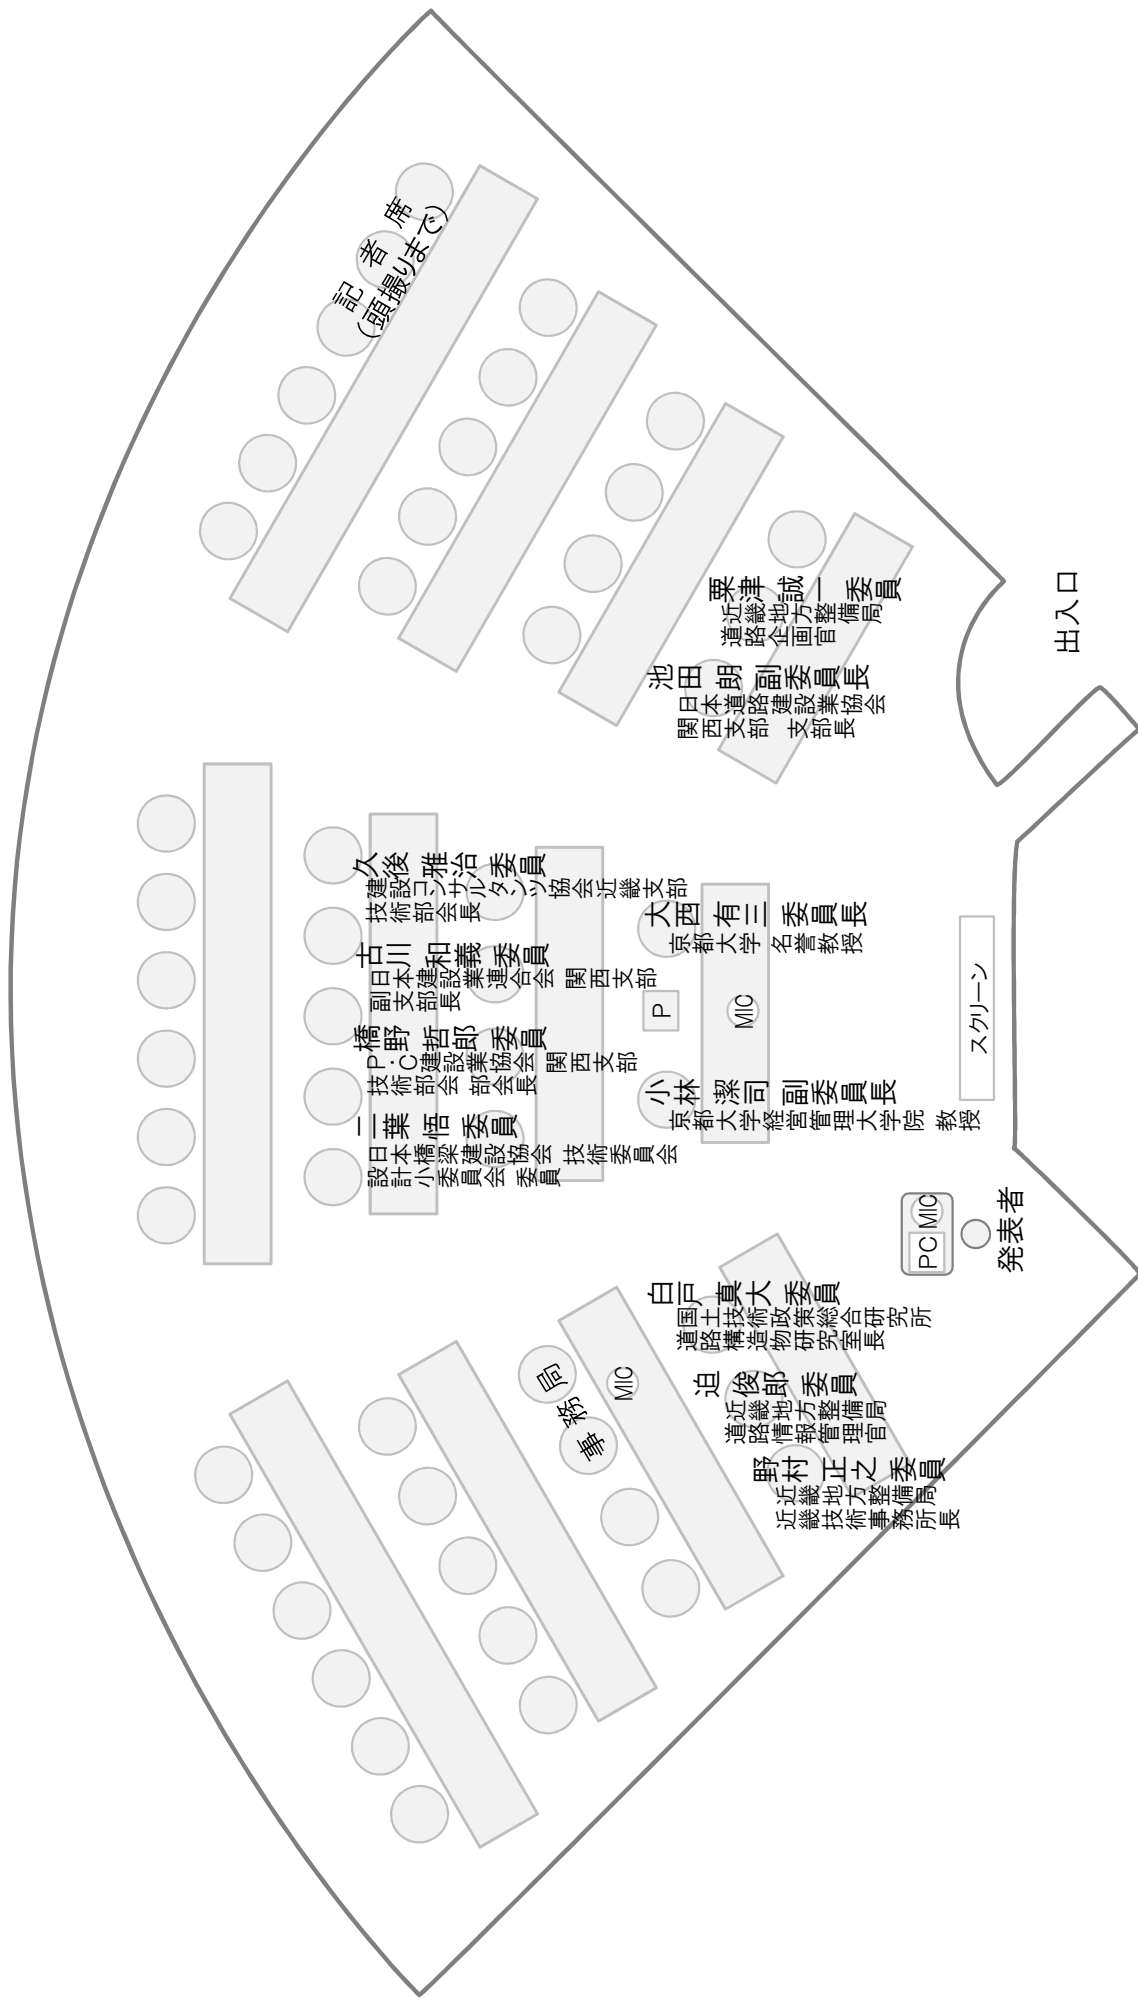 記　者　席
（頭撮りまで）
粟津 誠一 委員
近畿地方整備局
道路企画官
池田 朗 副委員長
日本道路建設業協会
関西支部　支部長
久後 雅治 委員
建設コンサルタンツ協会近畿支部
技術部会長
古川 和義 委員
日本建設業連合会 関西支部
副支部長
橋野 哲郎 委員
P・C建設業協会 関西支部
技術部会 部会長
二葉 悟 委員
日本橋梁建設協会 技術委員会
設計小委員会 委員
大西 有三 委員長
京都大学 名誉教授
P
MIC
小林 潔司 副委員長
京都大学経営管理大学院 教授
スクリーン
出入口
白戸 真大 委員
国土技術政策総合研究所
道路構造物研究室長
迫 俊郎 委員
近畿地方整備局
道路情報管理官
野村 正之 委員
近畿地方整備局
近畿技術事務所長
事 務 局
MIC
PC
MIC
発表者